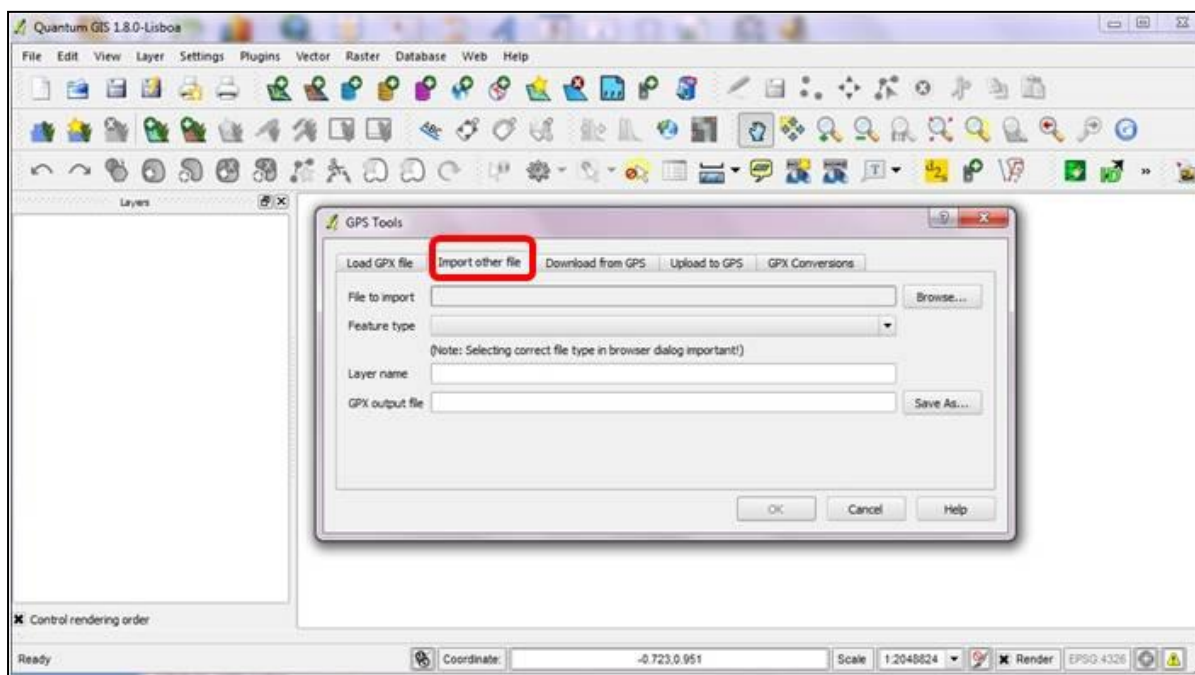 Quantum GIS 1.8.0-Lisboa
File Edit View Layer Settings Plugins Vector Raster Database Web Help
Layers
GPS Tools
Load GPX file Import other file Download from GPS Upload to GPS GPX Conversions
File to import Browse...
Feature type
(Note: Selecting correct file type in browser dialog important!)
Layer name
GPX output file Save As...
OK Cancel Help
Control rendering order
Ready Coordinate: -0.723,0.951 Scale 1:2048824 Render EPSG:4326